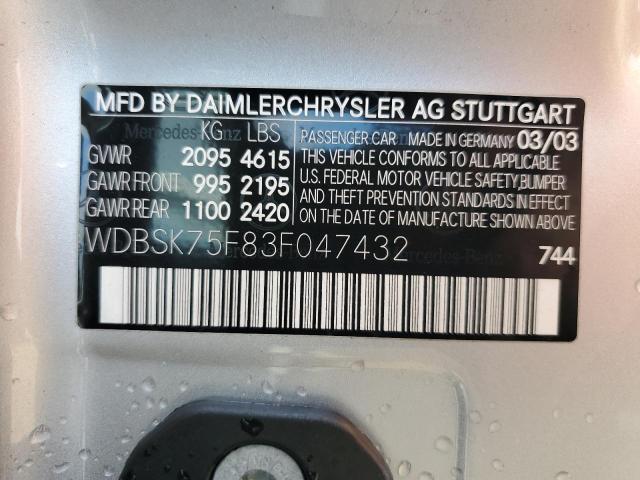 MFD BY DAIMLERCHRYSLER AG STUTTGART
Mercedes-Benz
KG LBS
GVWR 2095 4615
GAWR FRONT 995 2195
GAWR REAR 1100 2420
PASSENGER CAR MADE IN GERMANY 03/03
THIS VEHICLE CONFORMS TO ALL APPLICABLE
U.S. FEDERAL MOTOR VEHICLE SAFETY, BUMPER
AND THEFT PREVENTION STANDARDS IN EFFECT
ON THE DATE OF MANUFACTURE SHOWN ABOVE.
WDBSK75F83F047432 744